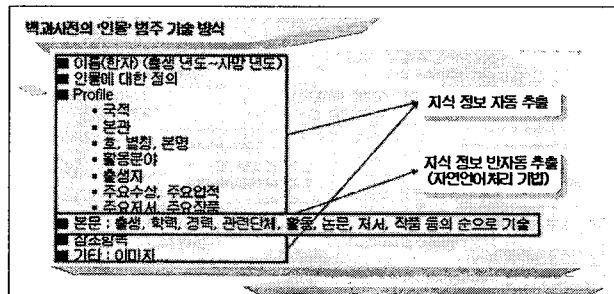 백과사전의 '인물' 범주 기술 방식
■ 이름(한자) (출생 년도~사망 년도)
■ 인물에 대한 정의
■ Profile
• 국적
• 본관
• 호, 별칭, 본명
• 활동분야
• 출생지
• 주요수상, 주요업적
• 주요저서, 주요작품
■ 본문 : 출생, 학력, 경력, 관련단체, 활동, 논문, 저서, 작품 등의 순으로 기술
■ 참조항목
■ 기타 : 이미지
지식 정보 자동 추출
지식 정보 반자동 추출
(자연언어처리 기법)